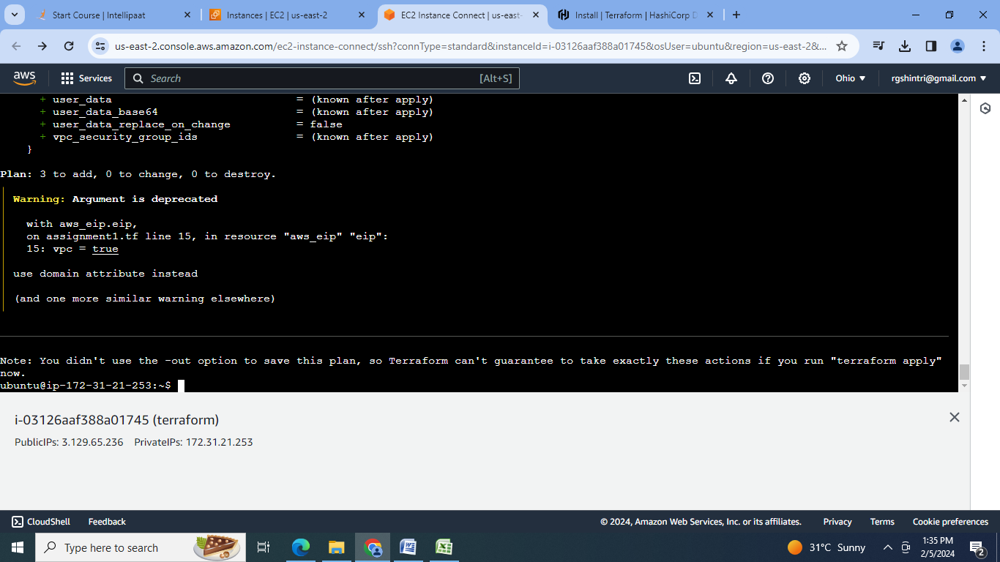 Start Course | Intellipaat
Instances | EC2 | us-east-2
EC2 Instance Connect | us-east-
Install | Terraform | HashiCorp D
us-east-2.console.aws.amazon.com/ec2-instance-connect/ssh?connType=standard&instanceId=i-03126aaf388a01745&osUser=ubuntu&region=us-east-2&...
aws
Services
Search
[Alt+S]
Ohio
rgshintri@gmail.com
+ user_data = (known after apply)
+ user_data_base64 = (known after apply)
+ user_data_replace_on_change = false
+ vpc_security_group_ids = (known after apply)
}
Plan: 3 to add, 0 to change, 0 to destroy.
Warning: Argument is deprecated
with aws_eip.eip,
on assignment1.tf line 15, in resource "aws_eip" "eip":
15: vpc = true
use domain attribute instead
(and one more similar warning elsewhere)
Note: You didn't use the -out option to save this plan, so Terraform can't guarantee to take exactly these actions if you run "terraform apply"
now.
ubuntu@ip-172-31-21-253:~$
i-03126aaf388a01745 (terraform)
PublicIPs: 3.129.65.236 PrivateIPs: 172.31.21.253
CloudShell
Feedback
© 2024, Amazon Web Services, Inc. or its affiliates.
Privacy
Terms
Cookie preferences
Type here to search
31°C Sunny
1:35 PM
2/5/2024
2